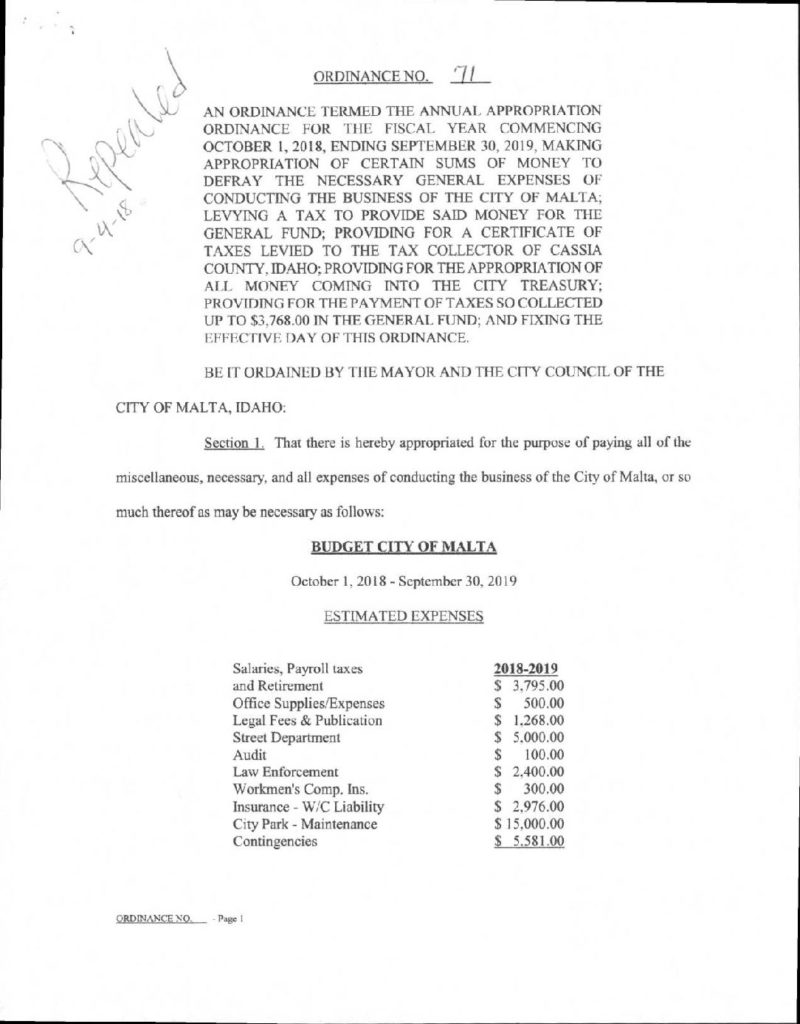 Repealed
9-4-18
ORDINANCE NO. 71
AN ORDINANCE TERMED THE ANNUAL APPROPRIATION
ORDINANCE FOR THE FISCAL YEAR COMMENCING
OCTOBER 1, 2018, ENDING SEPTEMBER 30, 2019, MAKING
APPROPRIATION OF CERTAIN SUMS OF MONEY TO
DEFRAY THE NECESSARY GENERAL EXPENSES OF
CONDUCTING THE BUSINESS OF THE CITY OF MALTA;
LEVYING A TAX TO PROVIDE SAID MONEY FOR THE
GENERAL FUND; PROVIDING FOR A CERTIFICATE OF
TAXES LEVIED TO THE TAX COLLECTOR OF CASSIA
COUNTY, IDAHO; PROVIDING FOR THE APPROPRIATION OF
ALL MONEY COMING INTO THE CITY TREASURY;
PROVIDING FOR THE PAYMENT OF TAXES SO COLLECTED
UP TO $3,768.00 IN THE GENERAL FUND; AND FIXING THE
EFFECTIVE DAY OF THIS ORDINANCE.
BE IT ORDAINED BY THE MAYOR AND THE CITY COUNCIL OF THE
CITY OF MALTA, IDAHO:
Section 1. That there is hereby appropriated for the purpose of paying all of the
miscellaneous, necessary, and all expenses of conducting the business of the City of Malta, or so
much thereof as may be necessary as follows:
BUDGET CITY OF MALTA
October 1, 2018 - September 30, 2019
ESTIMATED EXPENSES
Salaries, Payroll taxes 2018-2019
and Retirement $ 3,795.00
Office Supplies/Expenses $ 500.00
Legal Fees & Publication $ 1,268.00
Street Department $ 5,000.00
Audit $ 100.00
Law Enforcement $ 2,400.00
Workmen's Comp. Ins. $ 300.00
Insurance - W/C Liability $ 2,976.00
City Park - Maintenance $ 15,000.00
Contingencies $ 5,581.00
ORDINANCE NO. ___ - Page 1